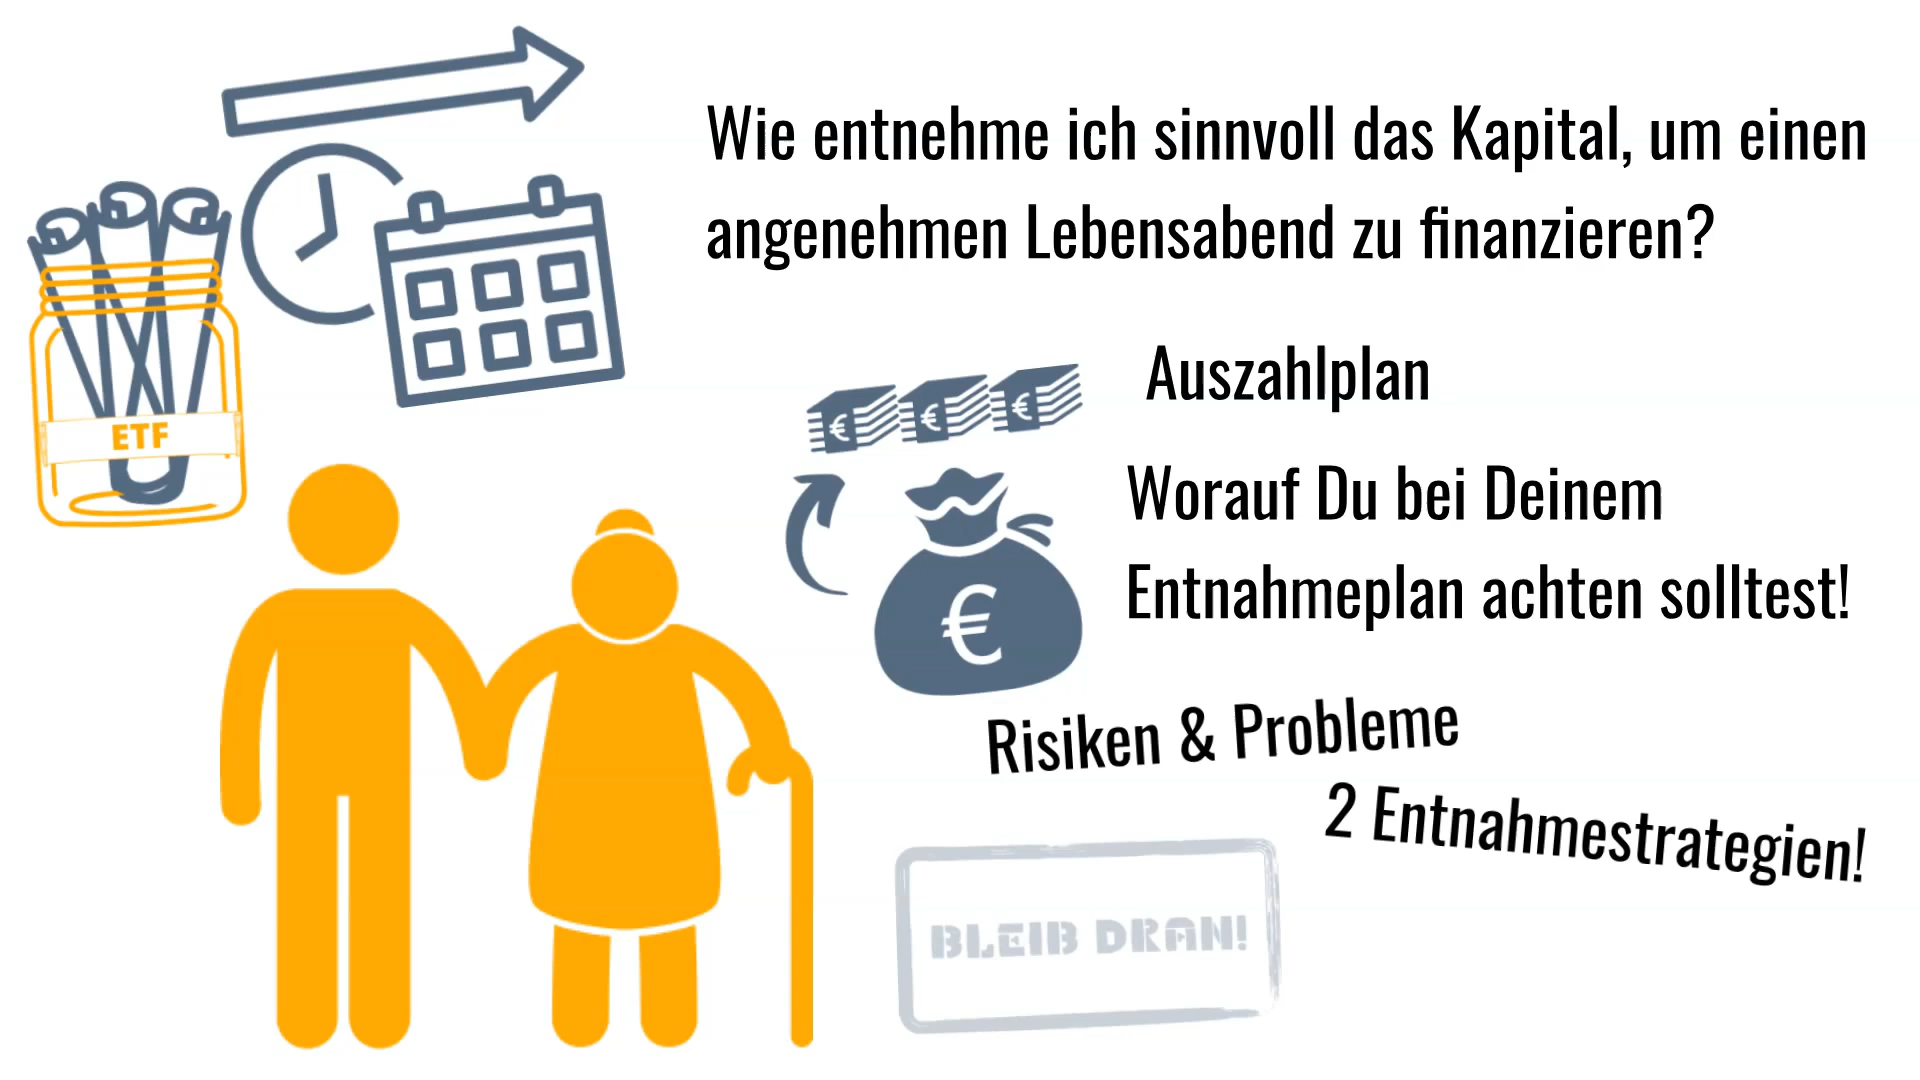 Wie entnehme ich sinnvoll das Kapital, um einen
angenehmen Lebensabend zu finanzieren?
Auszahlplan
€ € €
ETF
Worauf Du bei Deinem
Entnahmeplan achten solltest!
€
Risiken & Probleme
2 Entnahmestrategien!
BLEIB DRAN!